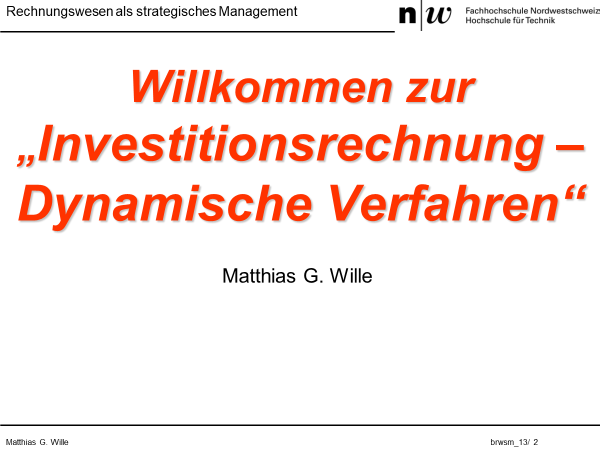 Rechnungswesen als strategisches Management
n w
Fachhochschule Nordwestschweiz
Hochschule für Technik
Willkommen zur
„Investitionsrechnung –
Dynamische Verfahren“
Matthias G. Wille
Matthias G. Wille
brwsm_13/ 2